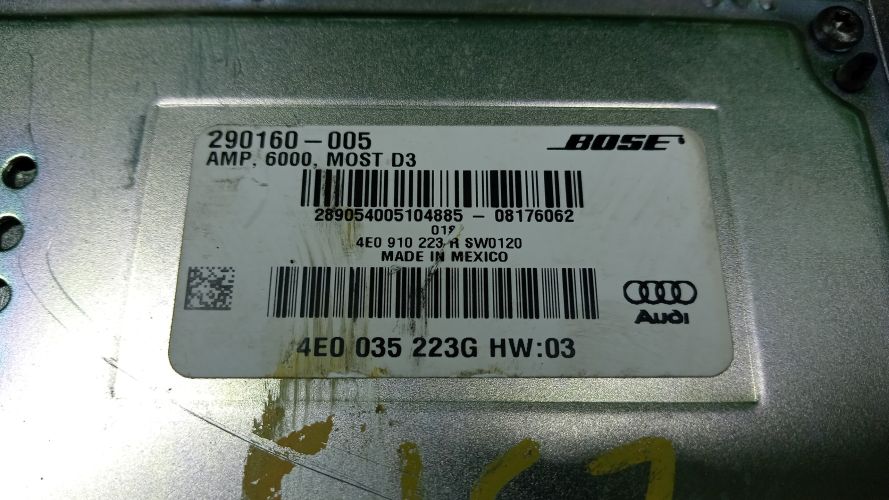 290160-005
BOSE
AMP, 6000, MOST D3
289054005104885 - 08176062
4E0 910 223 R SW0120
MADE IN MEXICO
Audi
4E0 035 223G HW:03